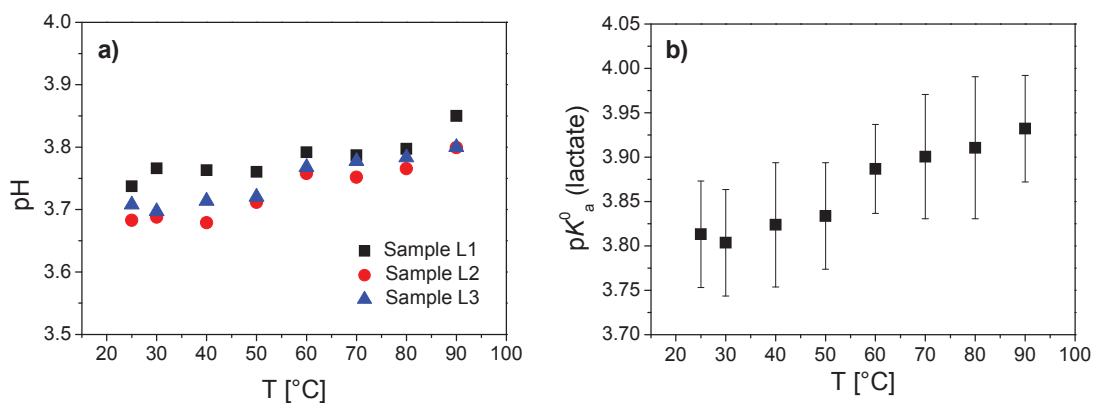 a)
4.0
3.9
3.8
3.7
3.6
3.5
pH
20 30 40 50 60 70 80 90 100
T [°C]
Sample L1
Sample L2
Sample L3
b)
4.05
4.00
3.95
3.90
3.85
3.80
3.75
3.70
pK⁰ₐ (lactate)
20 30 40 50 60 70 80 90 100
T [°C]